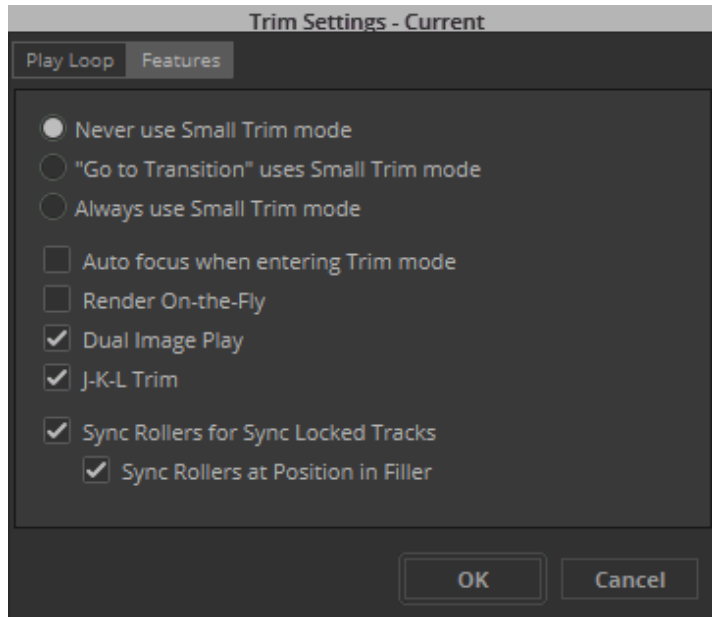 Trim Settings - Current
Play Loop Features
Never use Small Trim mode
"Go to Transition" uses Small Trim mode
Always use Small Trim mode
Auto focus when entering Trim mode
Render On-the-Fly
Dual Image Play
J-K-L Trim
Sync Rollers for Sync Locked Tracks
Sync Rollers at Position in Filler
OK Cancel